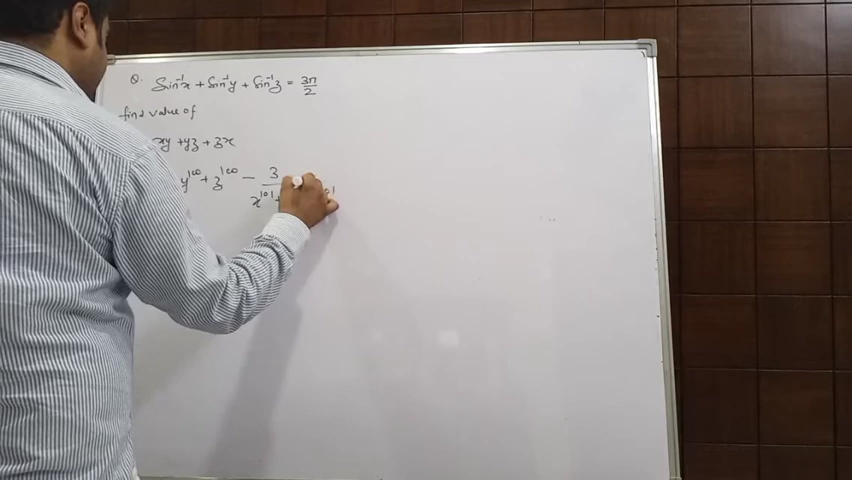 Q. Sin⁻¹x + Sin⁻¹y + Sin⁻¹z = 3π/2
find value of
xy + yz + zx
y¹⁰⁰ + z¹⁰⁰ − 3/x¹⁰¹+